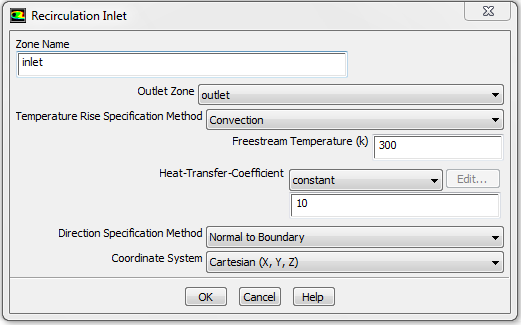 Recirculation Inlet
Zone Name
inlet
Outlet Zone outlet
Temperature Rise Specification Method Convection
Freestream Temperature (k) 300
Heat-Transfer-Coefficient constant Edit...
10
Direction Specification Method Normal to Boundary
Coordinate System Cartesian (X, Y, Z)
OK Cancel Help